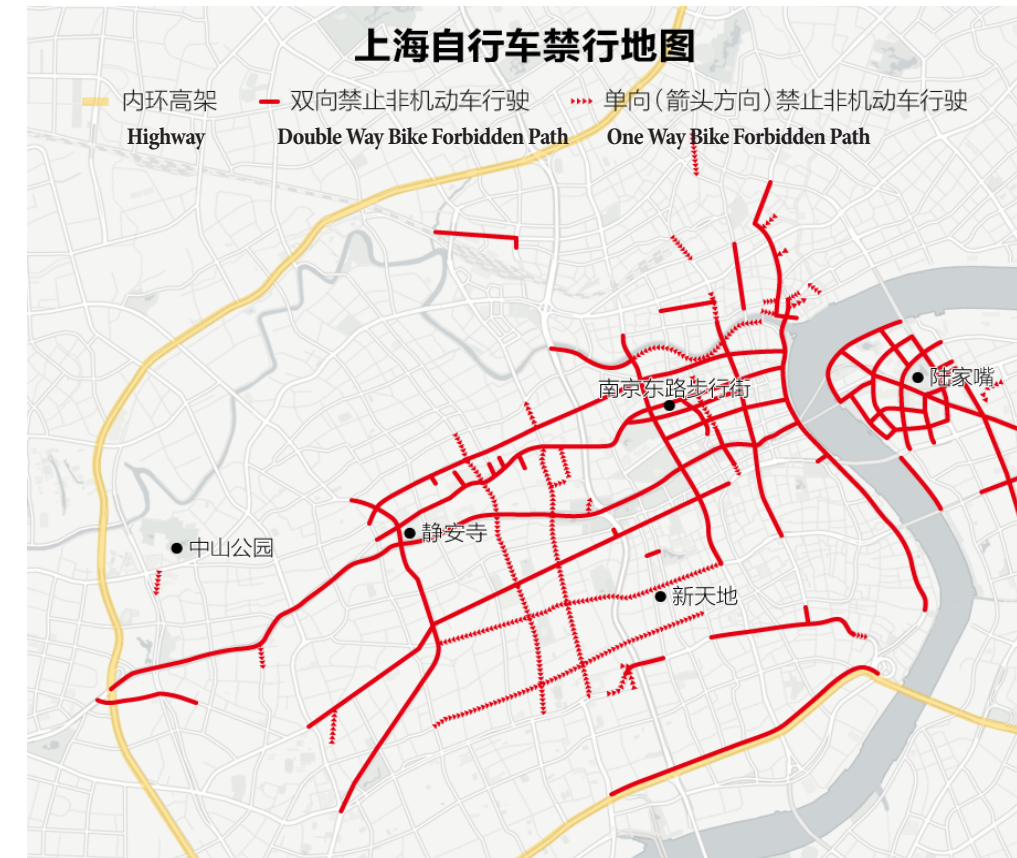 上海自行车禁行地图
内环高架 双向禁止非机动车行驶 单向(箭头方向)禁止非机动车行驶
Highway Double Way Bike Forbidden Path One Way Bike Forbidden Path
陆家嘴
南京东路步行街
静安寺
中山公园
新天地